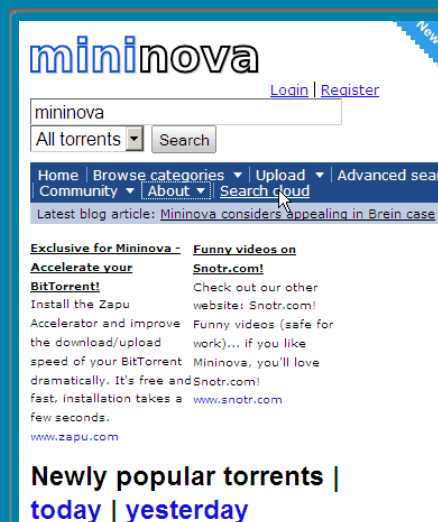 New
mininova
Login | Register
mininova
All torrents Search
Home | Browse categories | Upload | Advanced sear
Community | About | Search cloud
Latest blog article: Mininova considers appealing in Brein case
Exclusive for Mininova -
Accelerate your
BitTorrent!
Install the Zapu
Accelerator and improve
the download/upload
speed of your BitTorrent
dramatically. It's free and
fast, installation takes a
few seconds.
www.zapu.com
Funny videos on
Snotr.com!
Check out our other
website: Snotr.com!
Funny videos (safe for
work)... if you like
Mininova, you'll love
Snotr.com!
www.snotr.com
Newly popular torrents |
today | yesterday